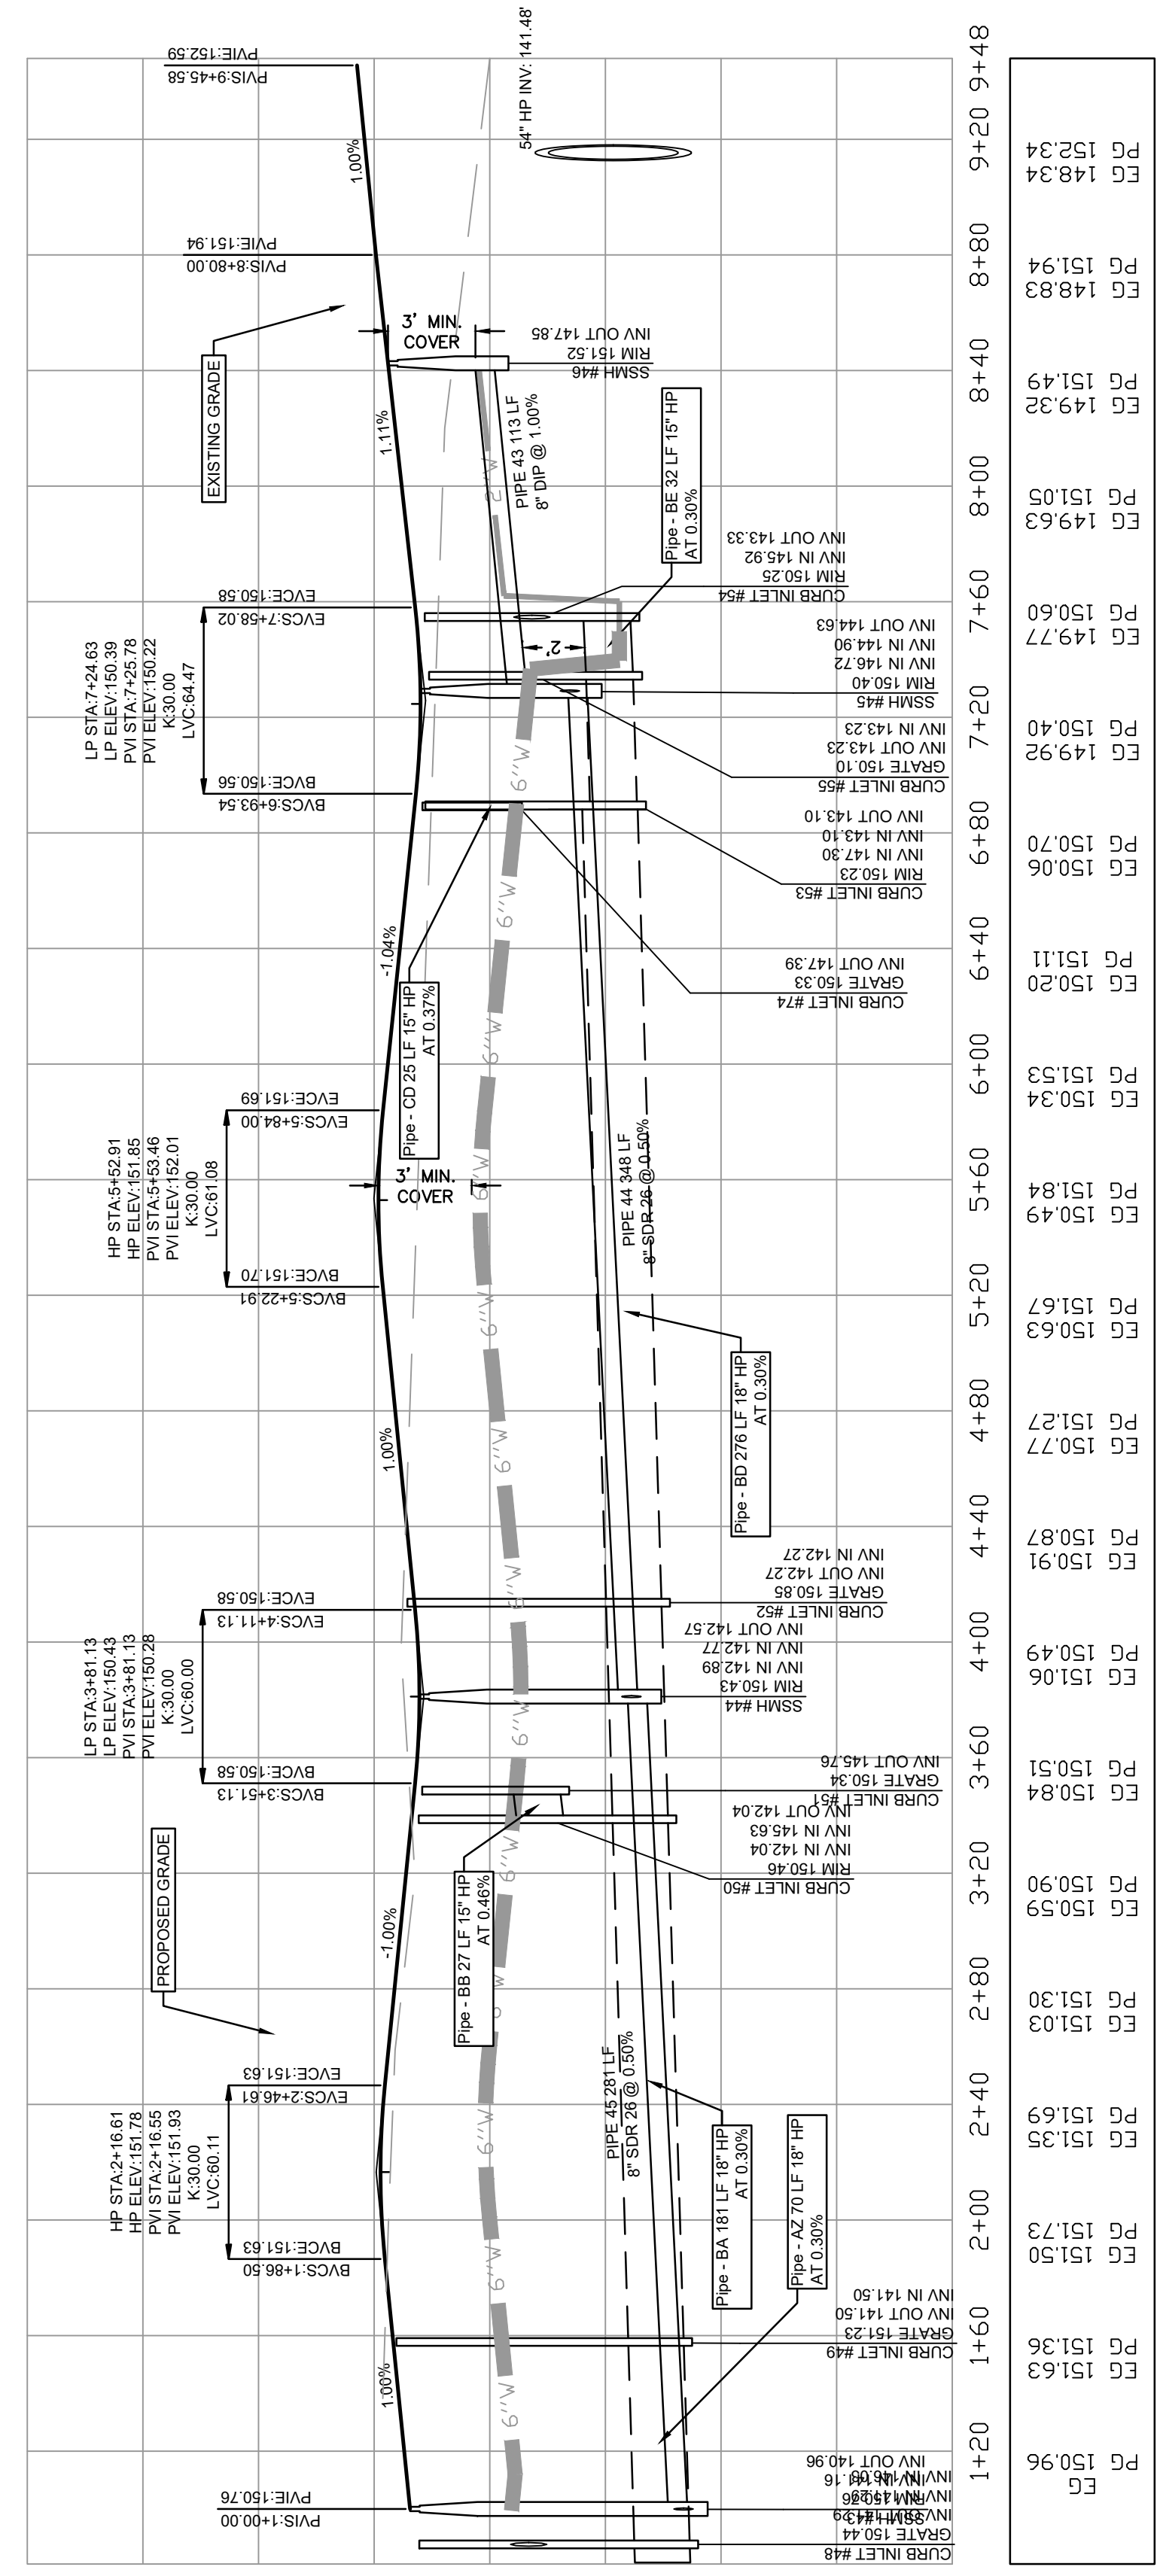 PVIE:152.59
PVIS:9+45.58
1.00%
54" HP INV: 141.48'
PVIE:151.94
PVIS:8+80.00
EXISTING GRADE
3' MIN.
COVER
SSMH #46
RIM 151.52
INV OUT 147.85
1.11%
PIPE 43 113 LF
8" DIP @ 1.00%
Pipe - BE 32 LF 15" HP
AT 0.30%
CURB INLET #54
RIM 150.25
INV IN 145.92
INV OUT 143.33
EVCE:150.58
EVCS:7+58.02
LP STA:7+24.63
LP ELEV:150.39
PVI STA:7+25.78
PVI ELEV:150.22
K:30.00
LVC:64.47
BVCE:150.56
BVCS:6+93.54
2'
SSMH #45
RIM 150.40
INV IN 146.72
INV IN 144.90
INV OUT 144.63
CURB INLET #55
GRATE 150.10
INV OUT 143.23
INV IN 143.23
CURB INLET #53
RIM 150.23
INV IN 147.30
INV IN 143.10
INV OUT 143.10
CURB INLET #74
GRATE 150.33
INV OUT 147.39
-1.04%
Pipe - CD 25 LF 15" HP
AT 0.37%
EVCE:151.69
EVCS:5+84.00
HP STA:5+52.91
HP ELEV:151.85
PVI STA:5+53.46
PVI ELEV:152.01
K:30.00
LVC:61.08
BVCE:151.70
BVCS:5+22.91
3' MIN.
COVER
PIPE 44 348 LF
8" SDR 26 @ 0.50%
Pipe - BD 276 LF 18" HP
AT 0.30%
1.00%
CURB INLET #52
GRATE 150.85
INV OUT 142.27
INV IN 142.27
EVCE:150.58
EVCS:4+11.13
LP STA:3+81.13
LP ELEV:150.43
PVI STA:3+81.13
PVI ELEV:150.28
K:30.00
LVC:60.00
BVCE:150.58
BVCS:3+51.13
SSMH #44
RIM 150.43
INV IN 142.89
INV IN 142.77
INV OUT 142.57
CURB INLET #51
GRATE 150.34
INV OUT 145.76
CURB INLET #50
RIM 150.46
INV IN 142.04
INV IN 145.63
INV OUT 142.04
PROPOSED GRADE
-1.00%
Pipe - BB 27 LF 15" HP
AT 0.46%
PIPE 45 281 LF
8" SDR 26 @ 0.50%
EVCE:151.63
EVCS:2+46.61
HP STA:2+16.61
HP ELEV:151.78
PVI STA:2+16.55
PVI ELEV:151.93
K:30.00
LVC:60.11
BVCE:151.63
BVCS:1+86.50
Pipe - BA 181 LF 18" HP
AT 0.30%
Pipe - AZ 70 LF 18" HP
AT 0.30%
CURB INLET #49
GRATE 151.23
INV OUT 141.50
INV IN 141.50
1.00%
PVIE:150.76
PVIS:1+00.00
SSMH #43
RIM 150.76
INV OUT 140.96
CURB INLET #48
GRATE 150.44
6"W 6"W 6"W 6"W 6"W 6"W 6"W 6"W 6"W 6"W 6"W 6"W
2"W
9+48
9+20
8+80
8+40
8+00
7+60
7+20
6+80
6+40
6+00
5+60
5+20
4+80
4+40
4+00
3+60
3+20
2+80
2+40
2+00
1+60
1+20
EG 148.34
PG 152.34
EG 148.83
PG 151.94
EG 149.32
PG 151.49
EG 149.63
PG 151.05
EG 149.77
PG 150.60
EG 149.92
PG 150.40
EG 150.06
PG 150.70
EG 150.20
PG 151.11
EG 150.34
PG 151.53
EG 150.49
PG 151.84
EG 150.63
PG 151.67
EG 150.77
PG 151.27
EG 150.91
PG 150.87
EG 151.06
PG 150.49
EG 150.84
PG 150.51
EG 150.59
PG 150.90
EG 151.03
PG 151.30
EG 151.35
PG 151.69
EG 151.50
PG 151.73
EG 151.63
PG 151.36
EG
PG 150.96